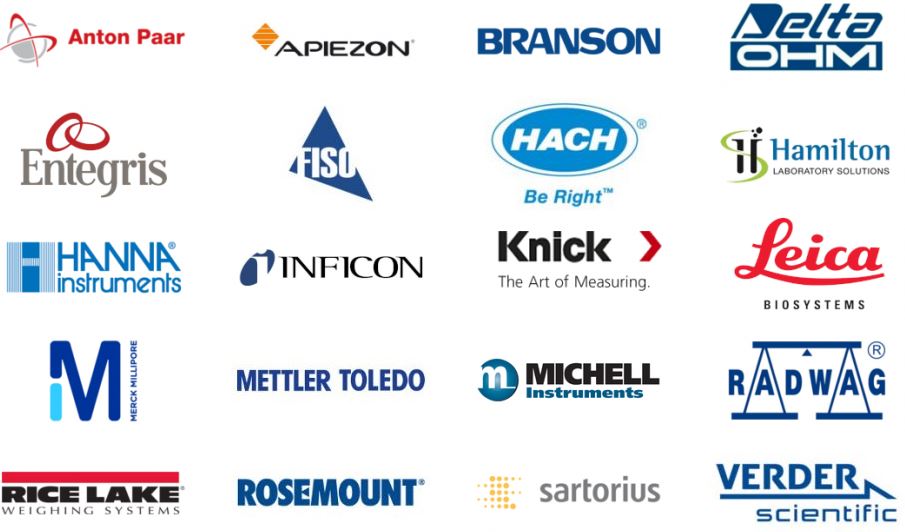 Anton Paar
APIEZON®
BRANSON
Delta
OHM
Entegris
FISO
HACH®
Be Right™
Hamilton
LABORATORY SOLUTIONS
HANNA®
instruments
INFICON
Knick
The Art of Measuring.
Leica
BIOSYSTEMS
M
MERCK MILLIPORE
METTLER TOLEDO
m MICHELL
Instruments
RADWAG®
RICE LAKE®
WEIGHING SYSTEMS
ROSEMOUNT®
sartorius
VERDER
scientific